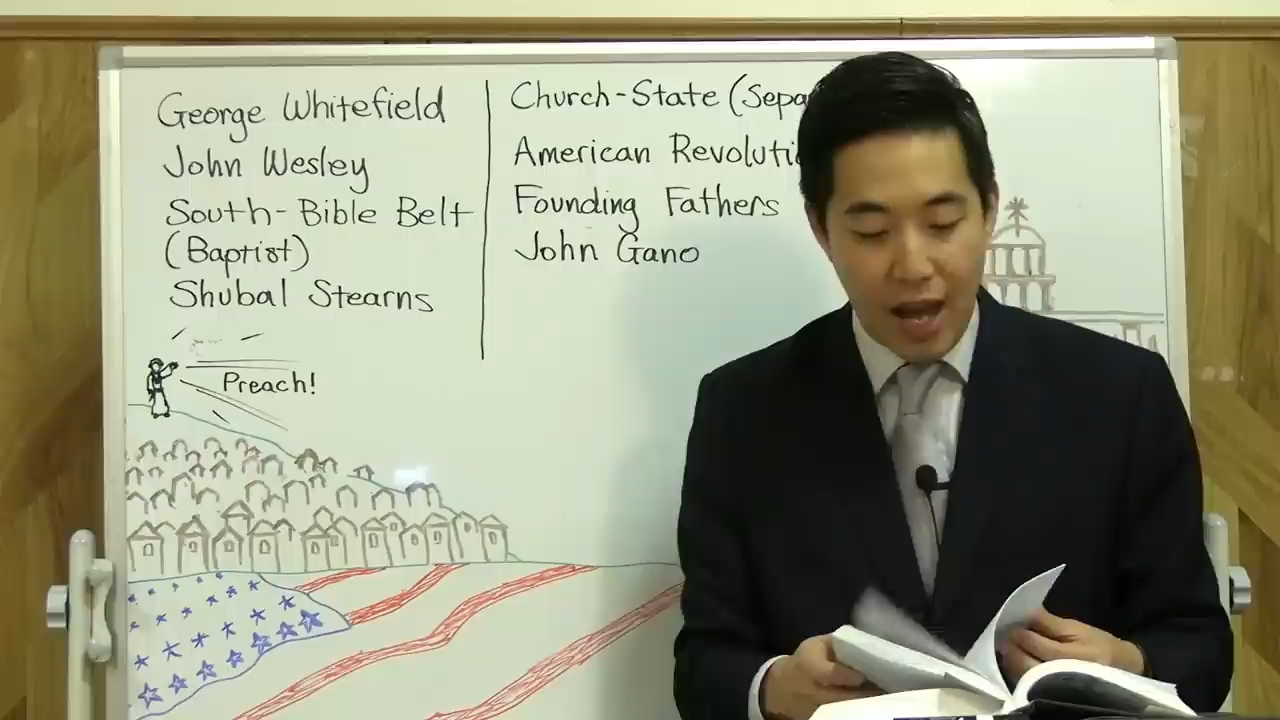 George Whitefield
John Wesley
South-Bible Belt
(Baptist)
Shubal Stearns
Preach!
Church-State (Sepa
American Revoluti
Founding Fathers
John Gano